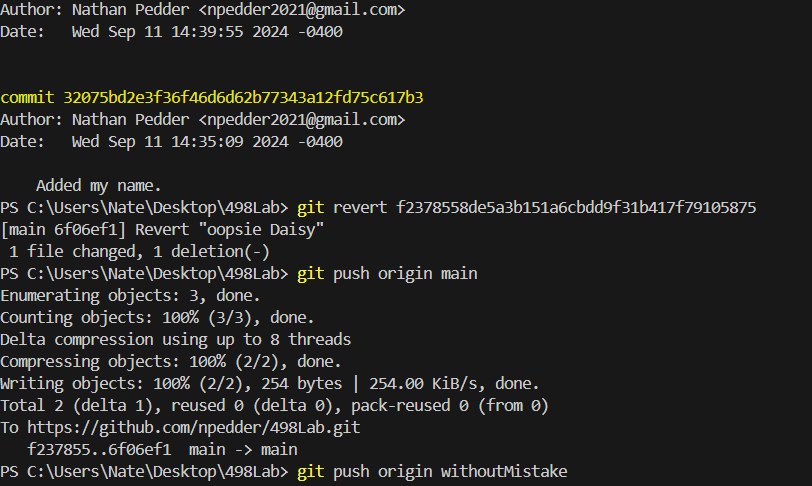 Author: Nathan Pedder <npedder2021@gmail.com>
Date:   Wed Sep 11 14:39:55 2024 -0400
commit 32075bd2e3f36f46d6d62b77343a12fd75c617b3
Author: Nathan Pedder <npedder2021@gmail.com>
Date:   Wed Sep 11 14:35:09 2024 -0400
    Added my name.
PS C:\Users\Nate\Desktop\498Lab> git revert f2378558de5a3b151a6cbdd9f31b417f79105875
[main 6f06ef1] Revert "oopsie Daisy"
 1 file changed, 1 deletion(-)
PS C:\Users\Nate\Desktop\498Lab> git push origin main
Enumerating objects: 3, done.
Counting objects: 100% (3/3), done.
Delta compression using up to 8 threads
Compressing objects: 100% (2/2), done.
Writing objects: 100% (2/2), 254 bytes | 254.00 KiB/s, done.
Total 2 (delta 1), reused 0 (delta 0), pack-reused 0 (from 0)
To https://github.com/npedder/498Lab.git
   f237855..6f06ef1  main -> main
PS C:\Users\Nate\Desktop\498Lab> git push origin withoutMistake